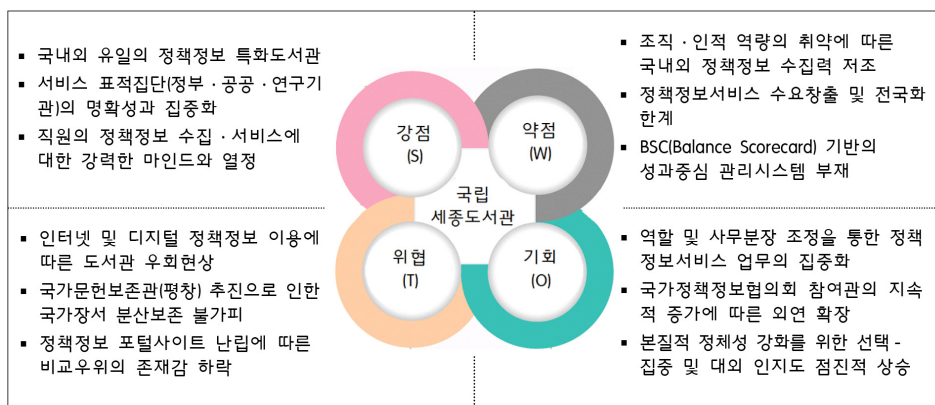 ▪ 국내외 유일의 정책정보 특화도서관
▪ 서비스 표적집단(정부·공공·연구기
관)의 명확성과 집중화
▪ 직원의 정책정보 수집·서비스에
대한 강력한 마인드와 열정
강점
(S)
약점
(W)
▪ 조직·인적 역량의 취약에 따른
국내외 정책정보 수집력 저조
▪ 정책정보서비스 수요창출 및 전국화
한계
▪ BSC(Balance Scorecard) 기반의
성과중심 관리시스템 부재
국립
세종도서관
▪ 인터넷 및 디지털 정책정보 이용에
따른 도서관 우회현상
▪ 국가문헌보존관(평창) 추진으로 인한
국가장서 분산보존 불가피
▪ 정책정보 포털사이트 난립에 따른
비교우위의 존재감 하락
위협
(T)
기회
(O)
▪ 역할 및 사무분장 조정을 통한 정책
정보서비스 업무의 집중화
▪ 국가정책정보협의회 참여관의 지속
적 증가에 따른 외연 확장
▪ 본질적 정체성 강화를 위한 선택-
집중 및 대외 인지도 점진적 상승